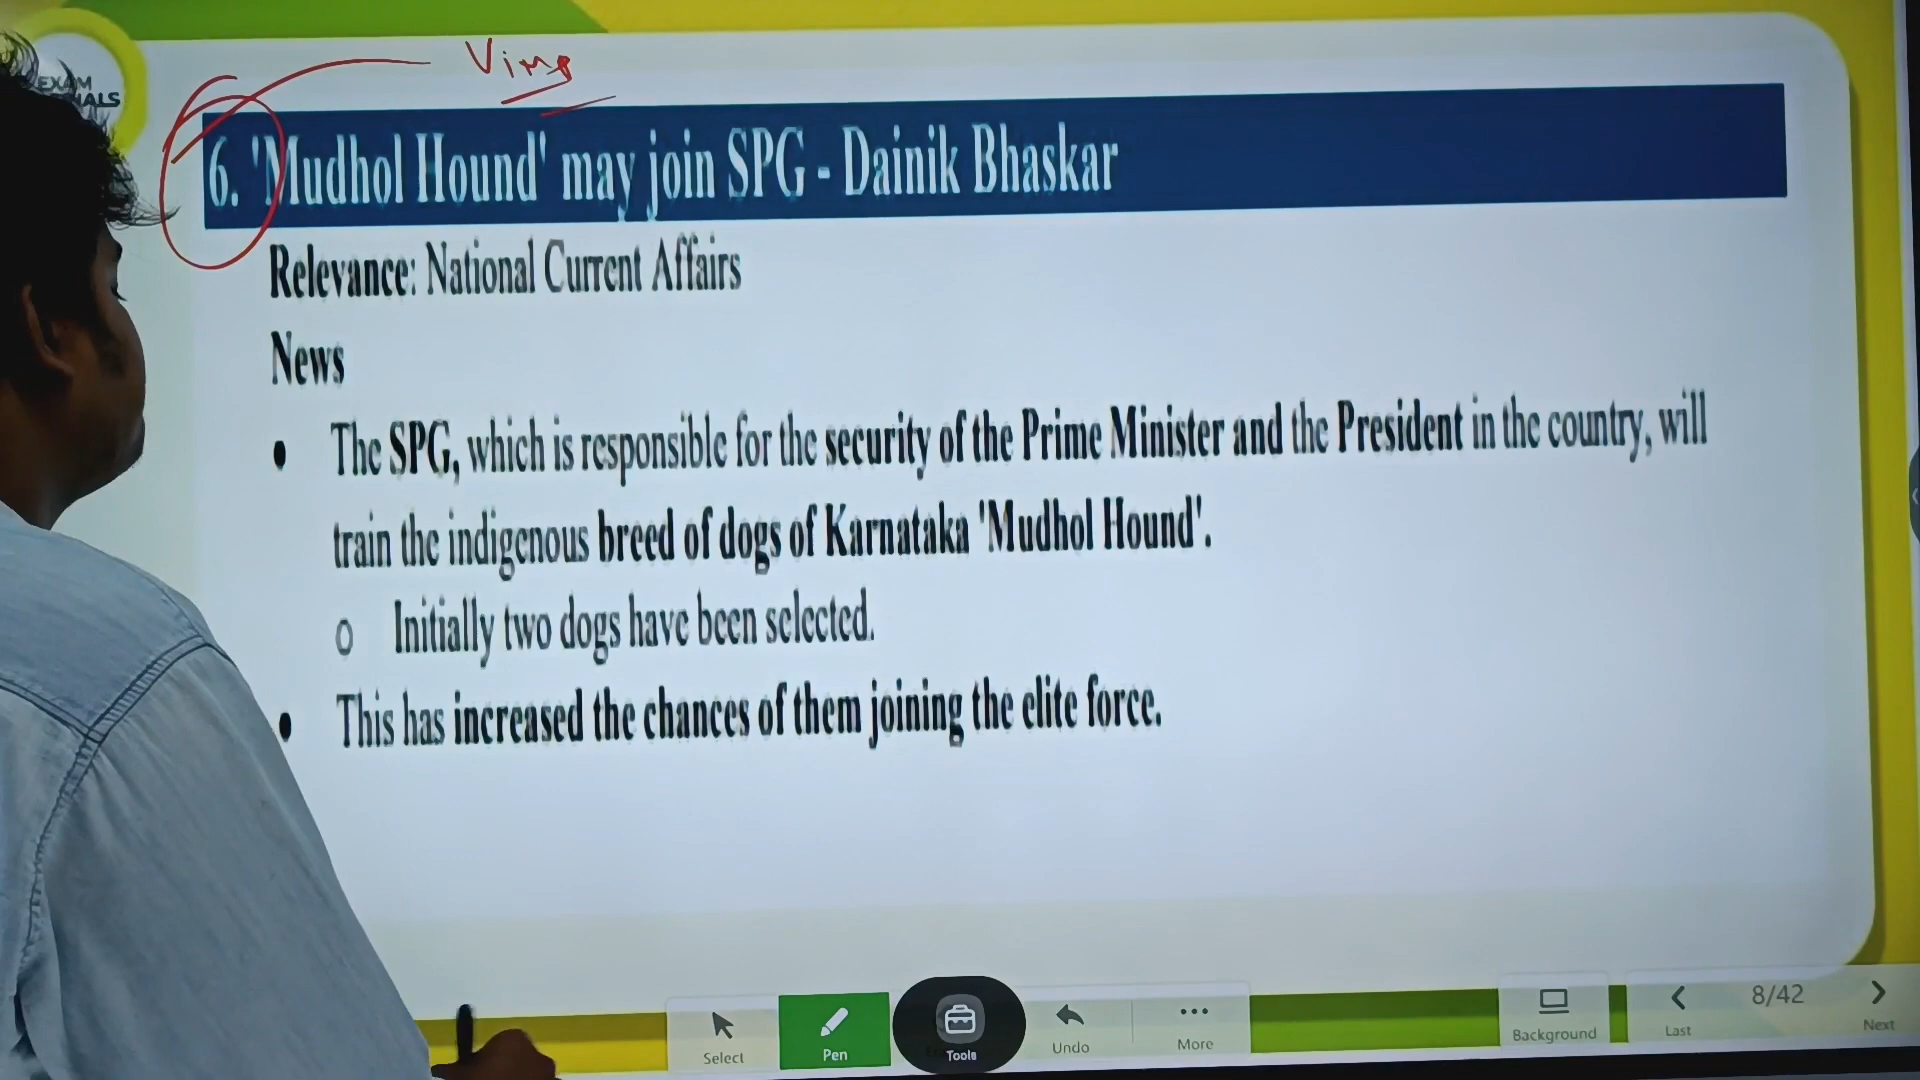 Vimp
EXAM
6. 'Mudhol Hound' may join SPG - Dainik Bhaskar
Relevance: National Current Affairs
News
• The SPG, which is responsible for the security of the Prime Minister and the President in the country, will
train the indigenous breed of dogs of Karnataka 'Mudhol Hound'.
o Initially two dogs have been selected.
• This has increased the chances of them joining the elite force.
Select
Pen
Tools
Undo
More
Background
Last
8/42
Next